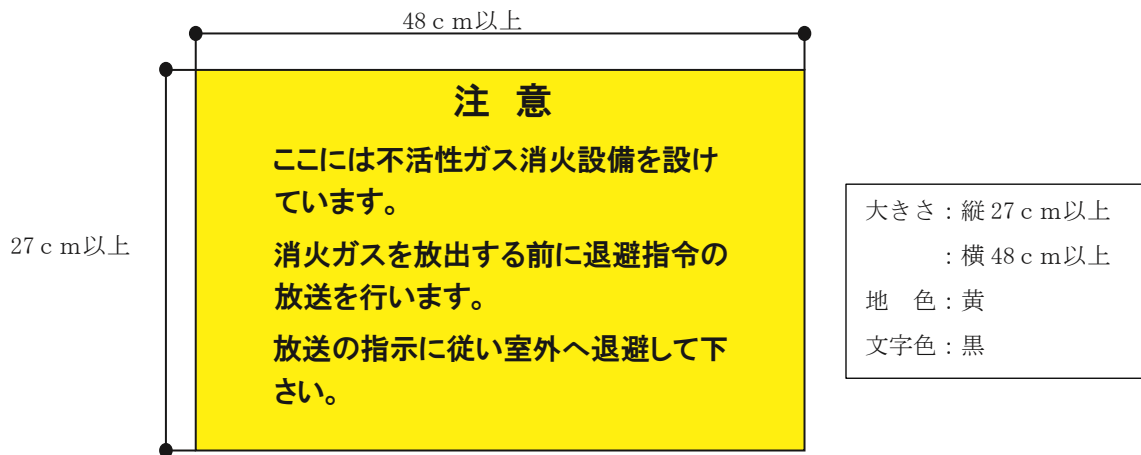 48ｃｍ以上
注 意
ここには不活性ガス消火設備を設け
ています。
消火ガスを放出する前に退避指令の
放送を行います。
放送の指示に従い室外へ退避して下
さい。
27ｃｍ以上
大きさ：縦 27ｃｍ以上
：横 48ｃｍ以上
地　色：黄
文字色：黒